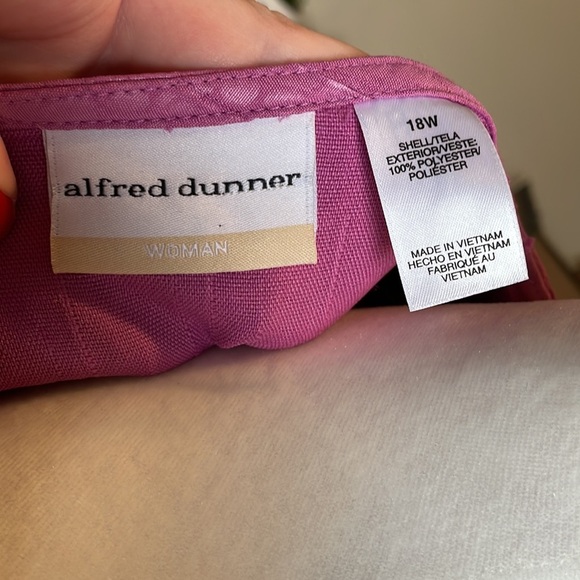 alfred dunner
WOMAN
18W
SHELL/TELA
EXTERIOR/VESTE:
100% POLYESTER/
POLIÉSTER
MADE IN VIETNAM
HECHO EN VIETNAM
FABRIQUÉ AU
VIETNAM